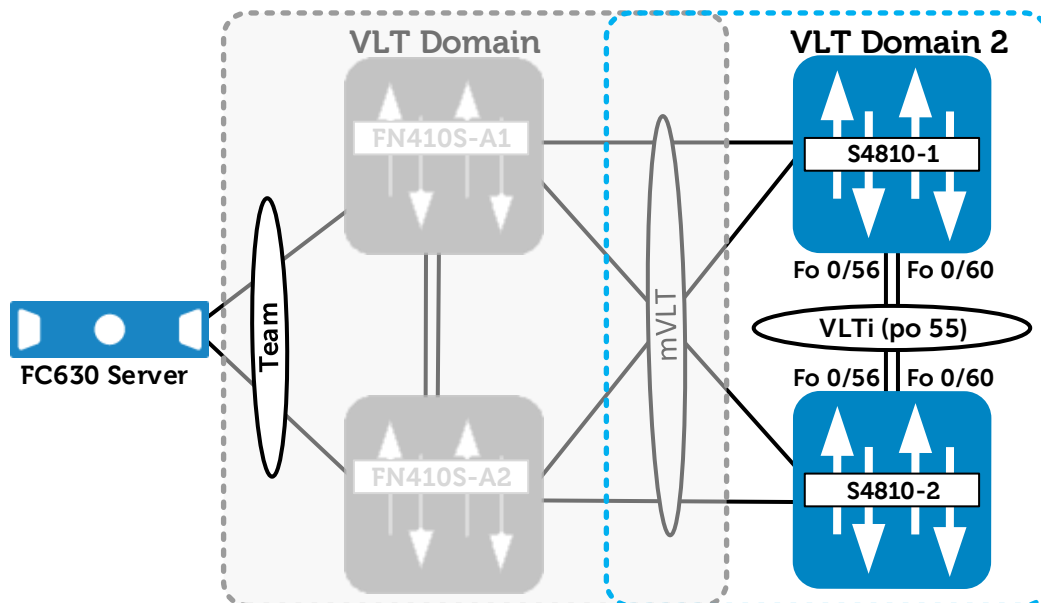 VLT Domain
VLT Domain 2
FN410S-A1
S4810-1
Fo 0/56
Fo 0/60
Team
mVLT
VLTi (po 55)
FC630 Server
Fo 0/56
Fo 0/60
FN410S-A2
S4810-2